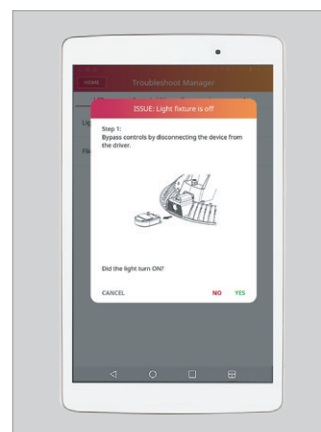 HOME
Troubleshoot Manager
ISSUE: Light fixture is off
Step 1:
Bypass controls by disconnecting the device from
the driver.
Did the light turn ON?
CANCEL
NO
YES